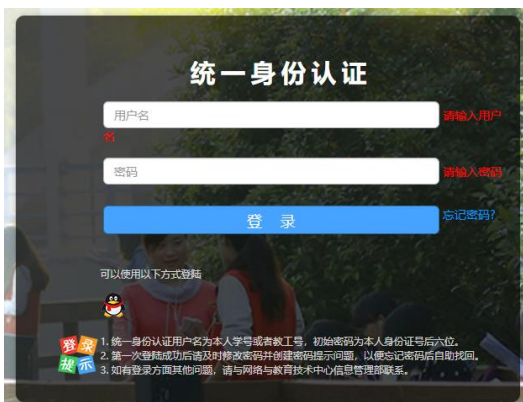 统一身份认证
用户名 请输入用户
名
密码 请输入密码
登 录 忘记密码?
可以使用以下方式登陆
登录
提示
1. 统一身份认证用户名为本人学号或者教工号，初始密码为本人身份证号后六位。
2. 第一次登陆成功后请及时修改密码并创建密码提示问题，以便忘记密码后自助找回。
3. 如有登录方面其他问题，请与网络与教育技术中心信息管理部联系。